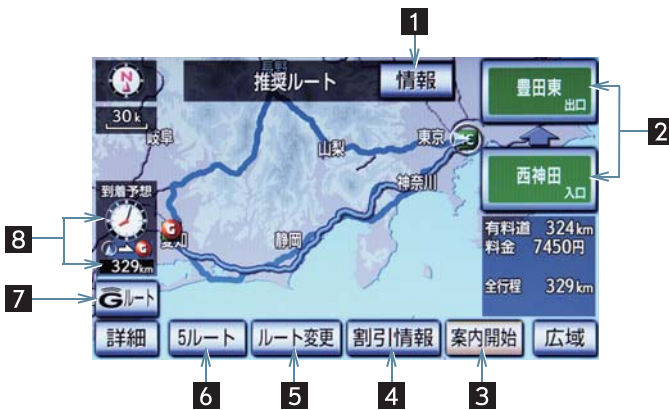 1
N
長野
推奨ルート
情報
豊田東
出口
30k
岐阜
山梨
東京
2
西神田
入口
神奈川
到着予想
8
G
愛知
静岡
有料道 324km
料金 7450円
329km
全行程 329km
7
Gルート
詳細
5ルート
ルート変更
割引情報
案内開始
広域
6
5
4
3